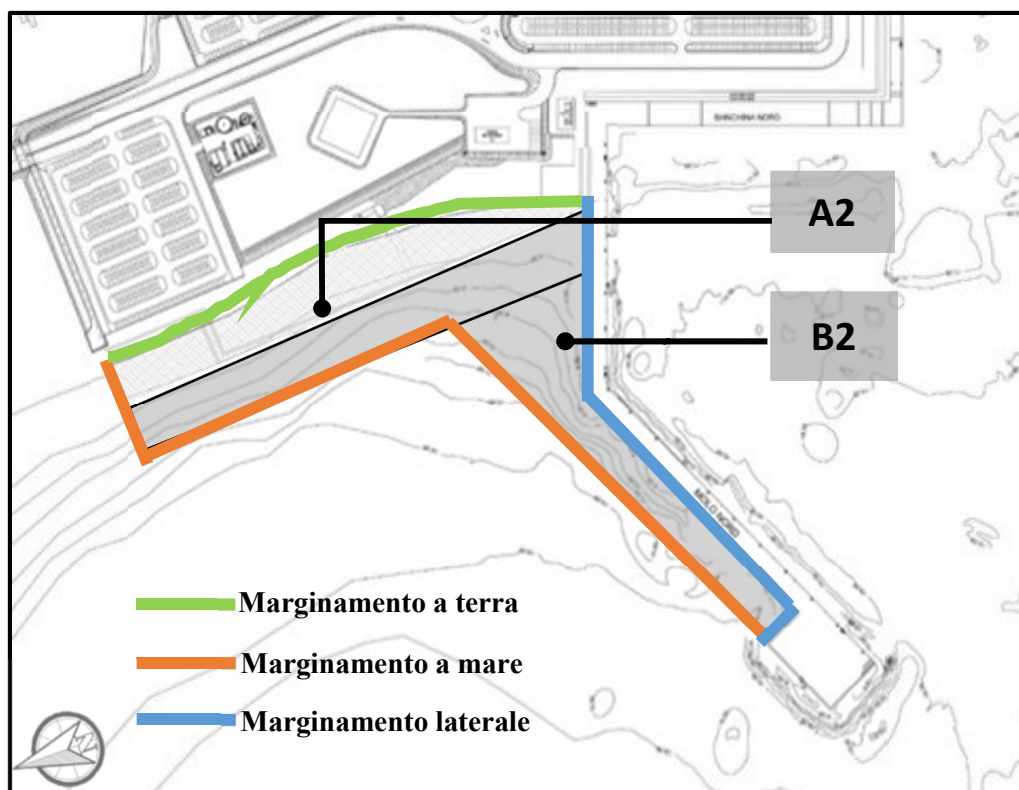 BANCHINA NORD
A2
B2
MOLO NORD
Marginamento a terra
Marginamento a mare
Marginamento laterale